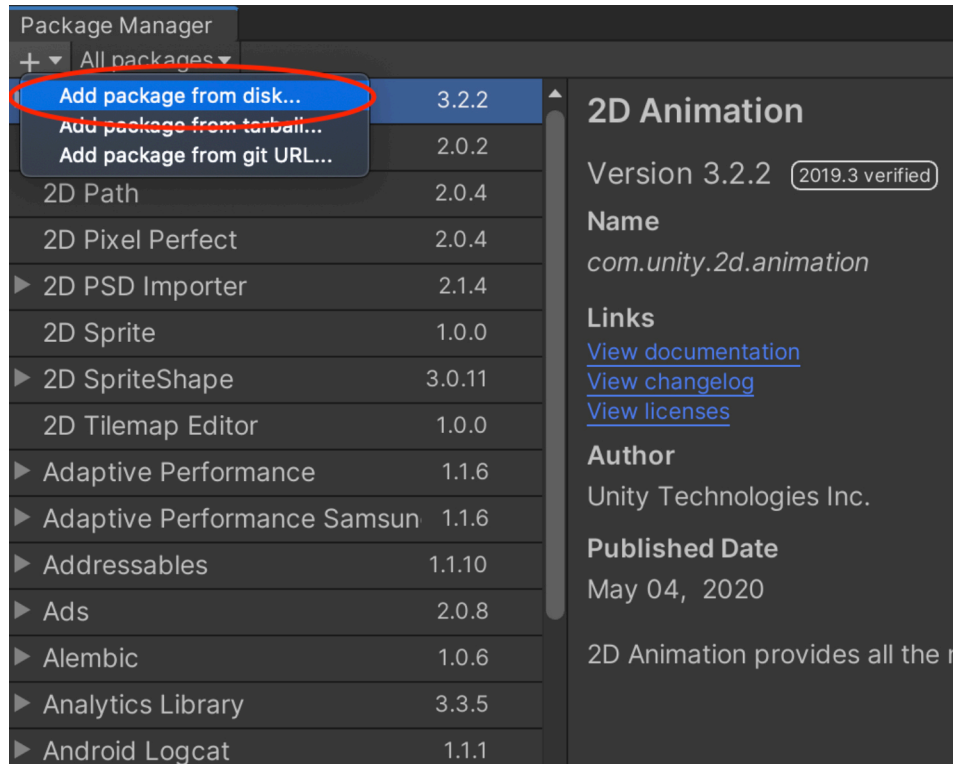 Package Manager
+ All packages
Add package from disk...
Add package from tarball...
Add package from git URL...
3.2.2
2.0.2
2D Path 2.0.4
2D Pixel Perfect 2.0.4
2D PSD Importer 2.1.4
2D Sprite 1.0.0
2D SpriteShape 3.0.11
2D Tilemap Editor 1.0.0
Adaptive Performance 1.1.6
Adaptive Performance Samsun 1.1.6
Addressables 1.1.10
Ads 2.0.8
Alembic 1.0.6
Analytics Library 3.3.5
Android Logcat 1.1.1
2D Animation
Version 3.2.2 2019.3 verified
Name
com.unity.2d.animation
Links
View documentation
View changelog
View licenses
Author
Unity Technologies Inc.
Published Date
May 04, 2020
2D Animation provides all the